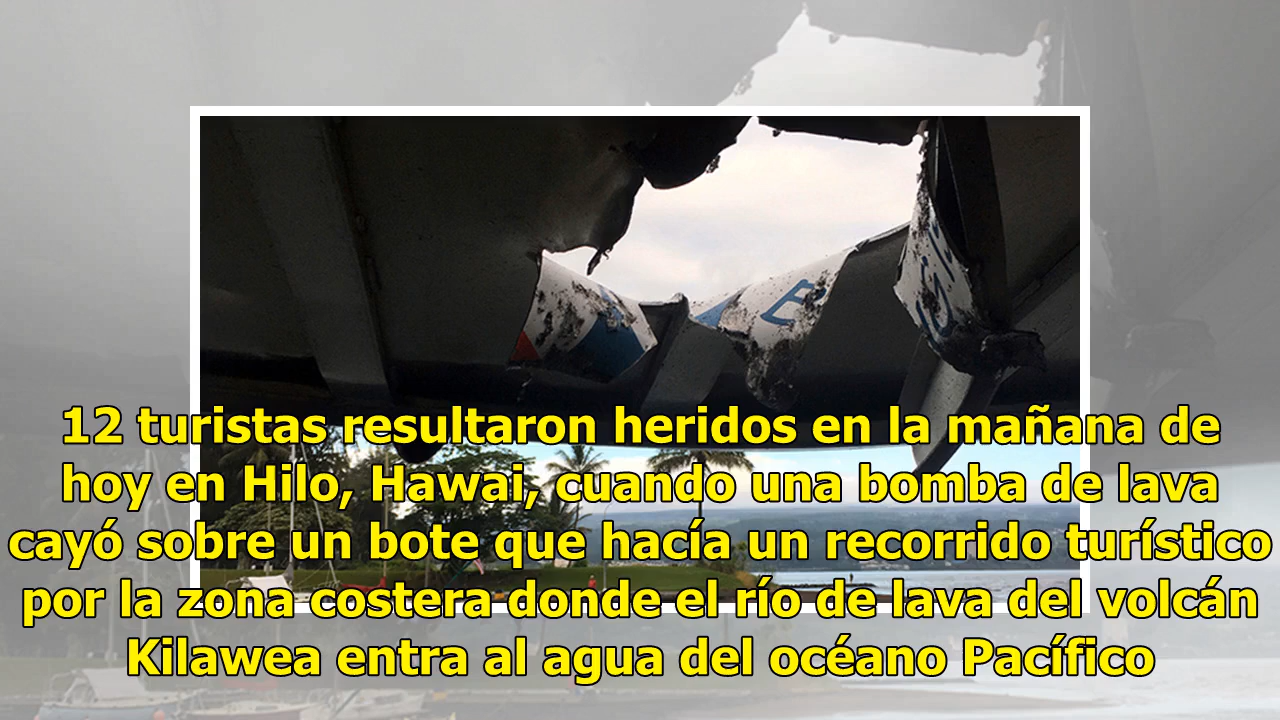 12 turistas resultaron heridos en la mañana de
hoy en Hilo, Hawai, cuando una bomba de lava
cayó sobre un bote que hacía un recorrido turístico
por la zona costera donde el río de lava del volcán
Kilawea entra al agua del océano Pacífico